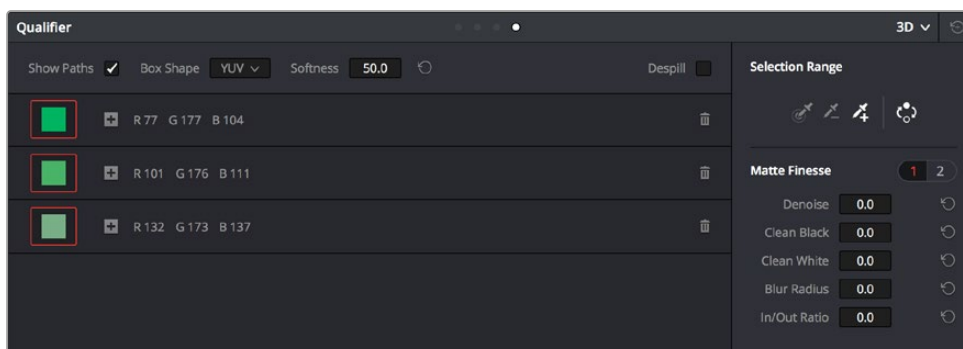 Qualifier
3D
Show Paths Box Shape YUV Softness 50.0 Despill
R 77 G 177 B 104
R 101 G 176 B 111
R 132 G 173 B 137
Selection Range
Matte Finesse 1 2
Denoise 0.0
Clean Black 0.0
Clean White 0.0
Blur Radius 0.0
In/Out Ratio 0.0